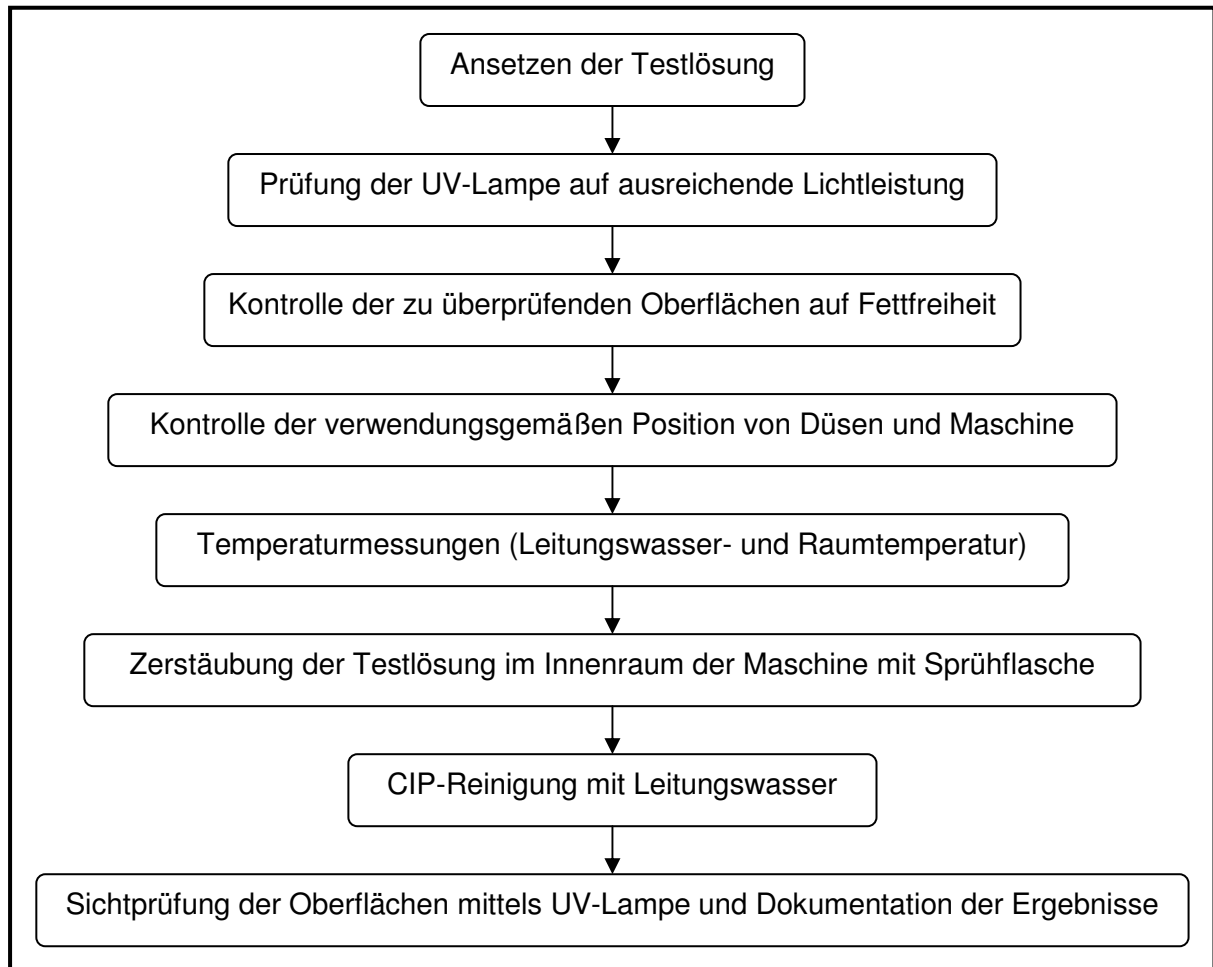 Ansetzen der Testlösung
Prüfung der UV-Lampe auf ausreichende Lichtleistung
Kontrolle der zu überprüfenden Oberflächen auf Fettfreiheit
Kontrolle der verwendungsgemäßen Position von Düsen und Maschine
Temperaturmessungen (Leitungswasser- und Raumtemperatur)
Zerstäubung der Testlösung im Innenraum der Maschine mit Sprühflasche
CIP-Reinigung mit Leitungswasser
Sichtprüfung der Oberflächen mittels UV-Lampe und Dokumentation der Ergebnisse